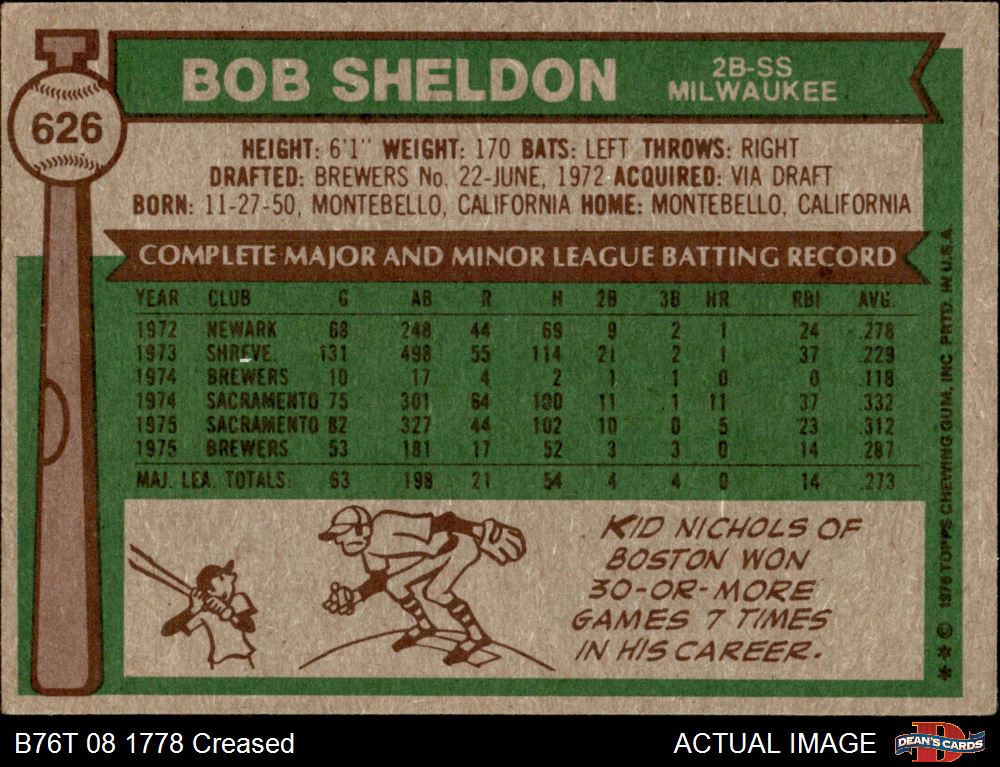 626
BOB SHELDON
2B-SS
MILWAUKEE
HEIGHT: 6'1" WEIGHT: 170 BATS: LEFT THROWS: RIGHT
DRAFTED: BREWERS No. 22-JUNE, 1972 ACQUIRED: VIA DRAFT
BORN: 11-27-50, MONTEBELLO, CALIFORNIA HOME: MONTEBELLO, CALIFORNIA
COMPLETE MAJOR AND MINOR LEAGUE BATTING RECORD
YEAR CLUB G AB R H 2B 3B HR RBI AVG.
1972 NEWARK 68 248 44 69 9 2 1 24 .278
1973 SHREVE. 131 498 55 114 21 2 1 37 .229
1974 BREWERS 10 17 4 2 1 1 0 0 .118
1974 SACRAMENTO 75 301 64 100 11 1 11 37 .332
1975 SACRAMENTO 82 327 44 102 10 0 5 23 .312
1975 BREWERS 53 181 17 52 3 3 0 14 .287
MAJ. LEA. TOTALS 63 198 21 54 4 4 0 14 .273
KID NICHOLS OF
BOSTON WON
30-OR-MORE
GAMES 7 TIMES
IN HIS CAREER.
** © 1976 TOPPS CHEWING GUM, INC. PRTD. IN U.S.A.
B76T 08 1778 Creased
ACTUAL IMAGE
DEAN'S CARDS